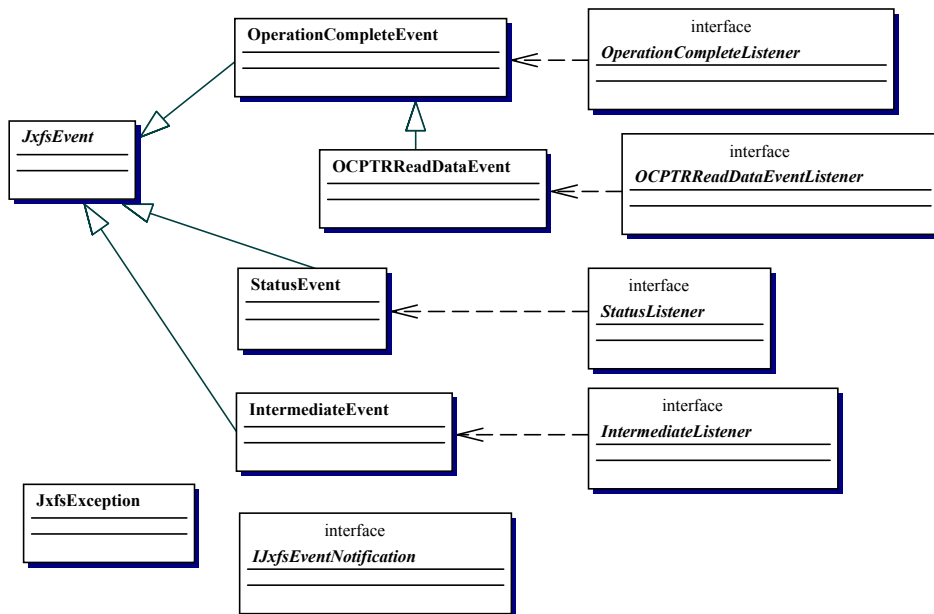 OperationCompleteEvent
interface
OperationCompleteListener
JxfsEvent
OCPTRReadDataEvent
interface
OCPTRReadDataEventListener
StatusEvent
interface
StatusListener
IntermediateEvent
interface
IntermediateListener
JxfsException
interface
IJxfsEventNotification